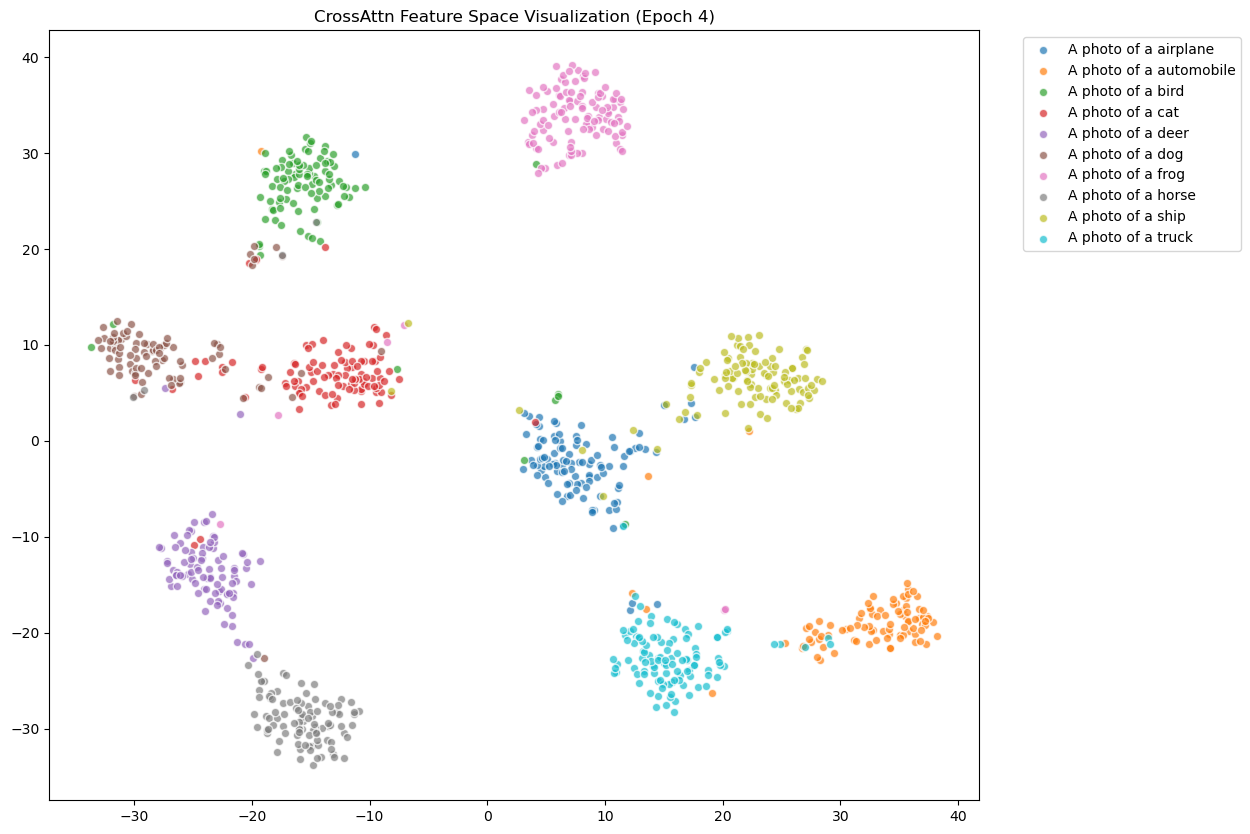 CrossAttn Feature Space Visualization (Epoch 4)
40
30
20
10
0
−10
−20
−30
−30
−20
−10
0
10
20
30
40
A photo of a airplane
A photo of a automobile
A photo of a bird
A photo of a cat
A photo of a deer
A photo of a dog
A photo of a frog
A photo of a horse
A photo of a ship
A photo of a truck